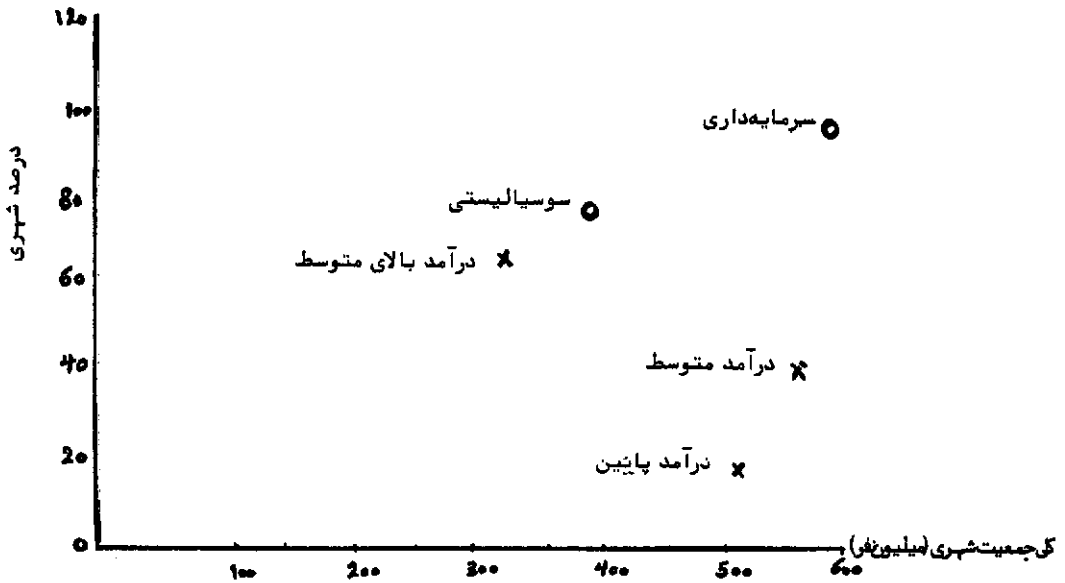 120
100
80
60
40
20
0
درصد شهری
سرمایه‌داری
سوسیالیستی
درآمد بالای متوسط
درآمد متوسط
درآمد پایین
100 200 300 400 500 600
کل جمعیت شهری (میلیون نفر)